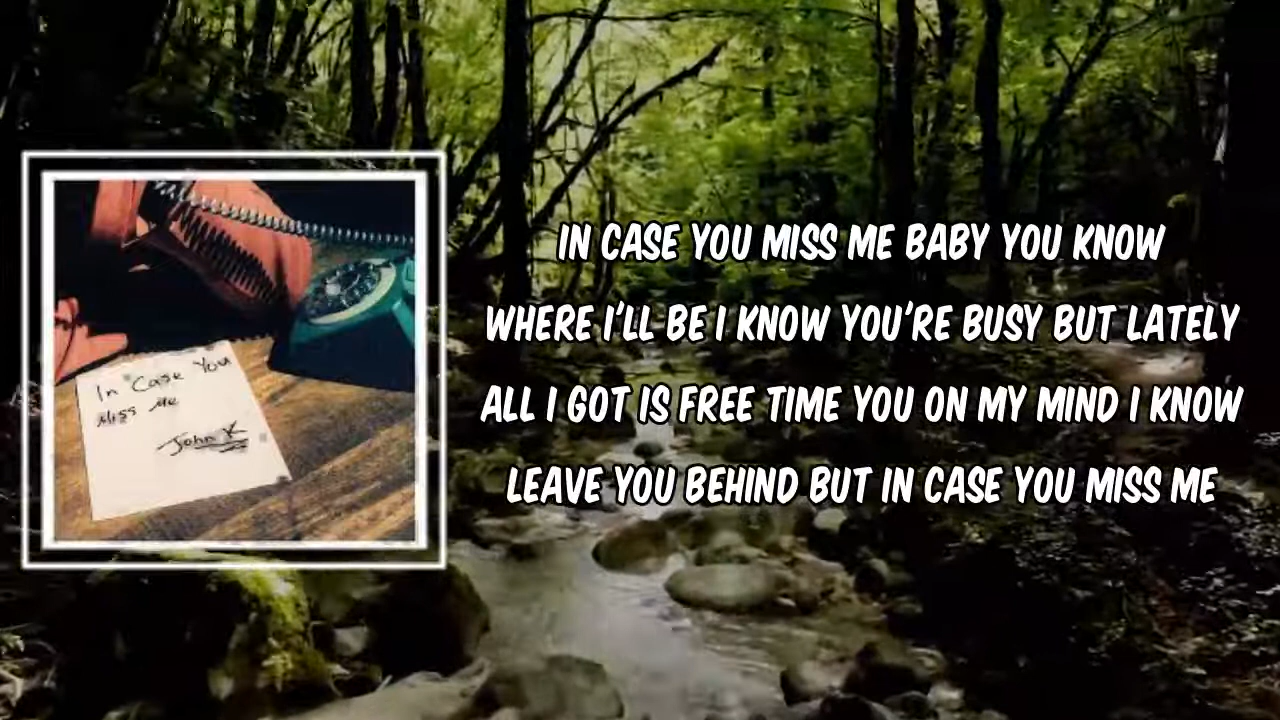 In Case You
Miss Me
John K
IN CASE YOU MISS ME BABY YOU KNOW
WHERE I'LL BE I KNOW YOU'RE BUSY BUT LATELY
ALL I GOT IS FREE TIME YOU ON MY MIND I KNOW
LEAVE YOU BEHIND BUT IN CASE YOU MISS ME